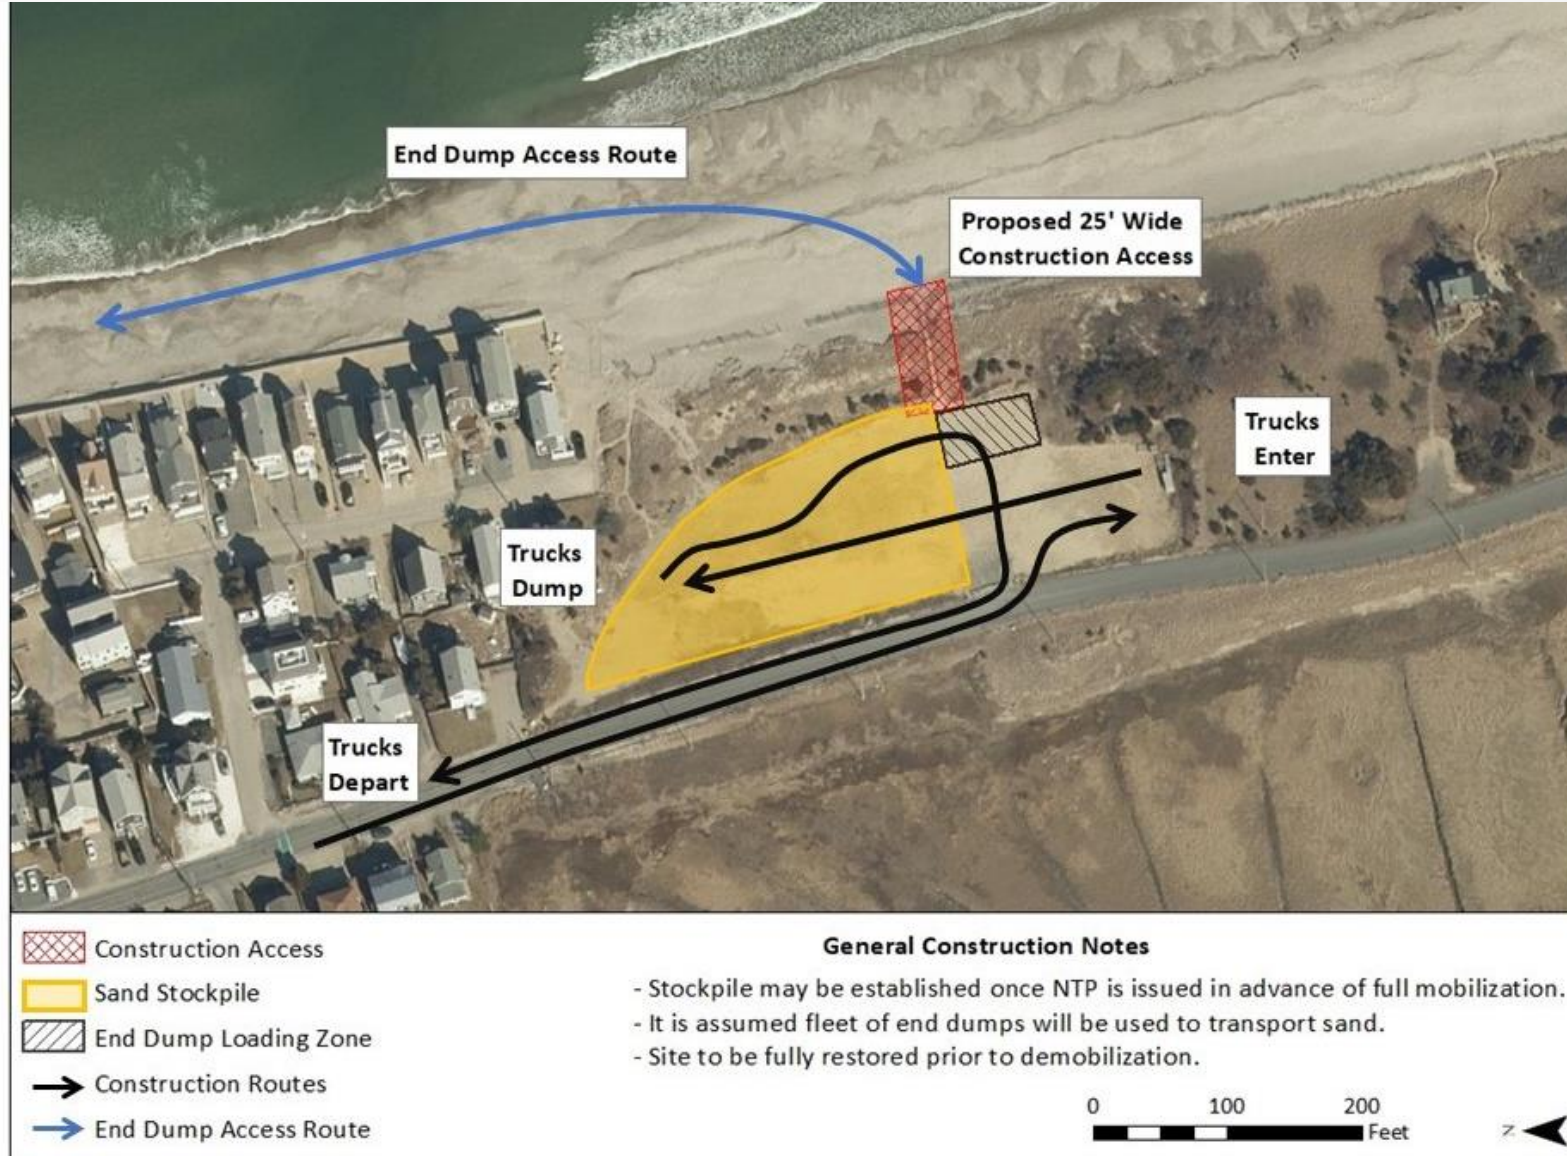 End Dump Access Route
Proposed 25' Wide
Construction Access
Trucks
Enter
Trucks
Dump
Trucks
Depart
Construction Access
Sand Stockpile
End Dump Loading Zone
Construction Routes
End Dump Access Route
General Construction Notes
- Stockpile may be established once NTP is issued in advance of full mobilization.
- It is assumed fleet of end dumps will be used to transport sand.
- Site to be fully restored prior to demobilization.
0 100 200
Feet
N